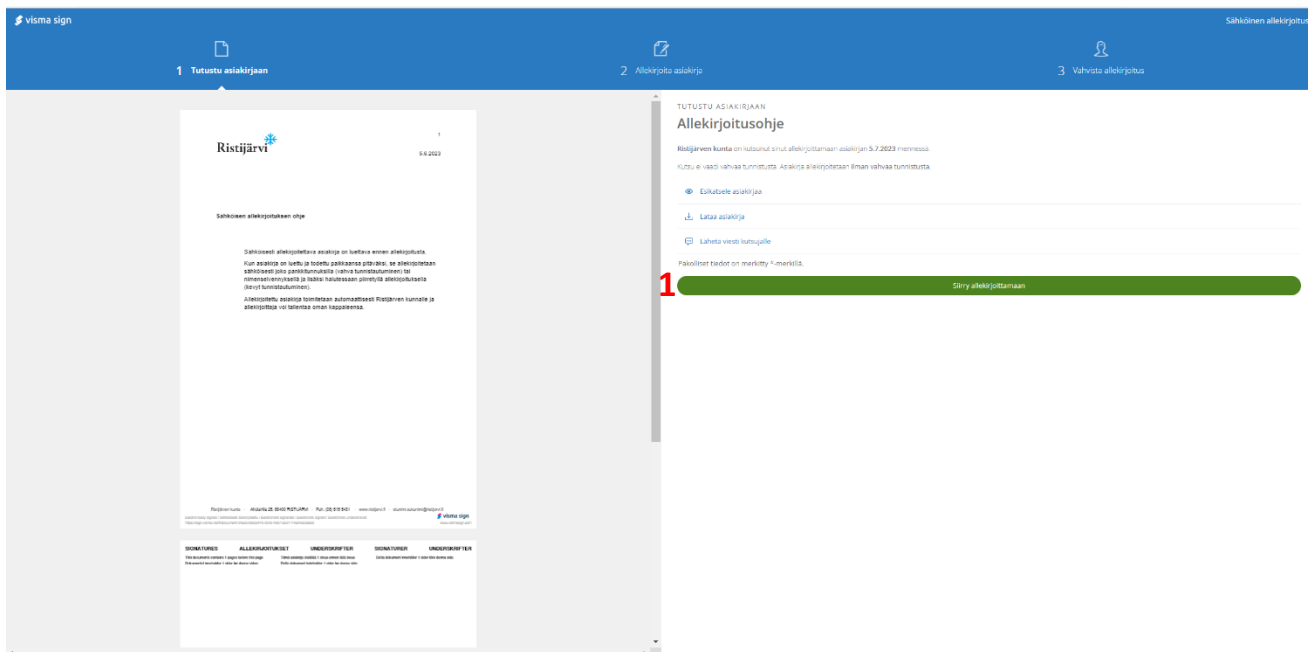 visma sign
Sähköinen allekirjoitus
1 Tutustu asiakirjaan
2 Allekirjoita asiakirja
3 Vahvista allekirjoitus
Ristijärvi
1
5.6.2023
Sähköisen allekirjoituksen ohje
Sähköisesti allekirjoitettava asiakirja on luettava ennen allekirjoitusta.
Kun asiakirja on luettu ja todettu paikkaansa pitäväksi, se allekirjoitetaan
sähköisesti joko pankkitunnuksilla (vahva tunnistautuminen) tai
nimenselvennyksellä ja lisäksi halutessaan piirretyllä allekirjoituksella
(kevyt tunnistautuminen).
Allekirjoitettu asiakirja toimitetaan automaattisesti Ristijärven kunnalle ja
allekirjoittaja voi tallentaa oman kappaleensa.
Ristijärven kunta
visma sign
SIGNATURES ALLEKIRJOITUKSET UNDERSKRIFTER SIGNATURER UNDERSKRIFTER
TUTUSTU ASIAKIRJAAN
Allekirjoitusohje
Ristijärven kunta on kutsunut sinut allekirjoittamaan asiakirjan 5.7.2023 mennessä.
Kutsu ei vaadi vahvaa tunnistusta. Asiakirja allekirjoitetaan ilman vahvaa tunnistusta.
Esikatsele asiakirjaa
Lataa asiakirja
Lähetä viesti kutsujalle
Pakolliset tiedot on merkitty *-merkillä.
1
Siirry allekirjoittamaan